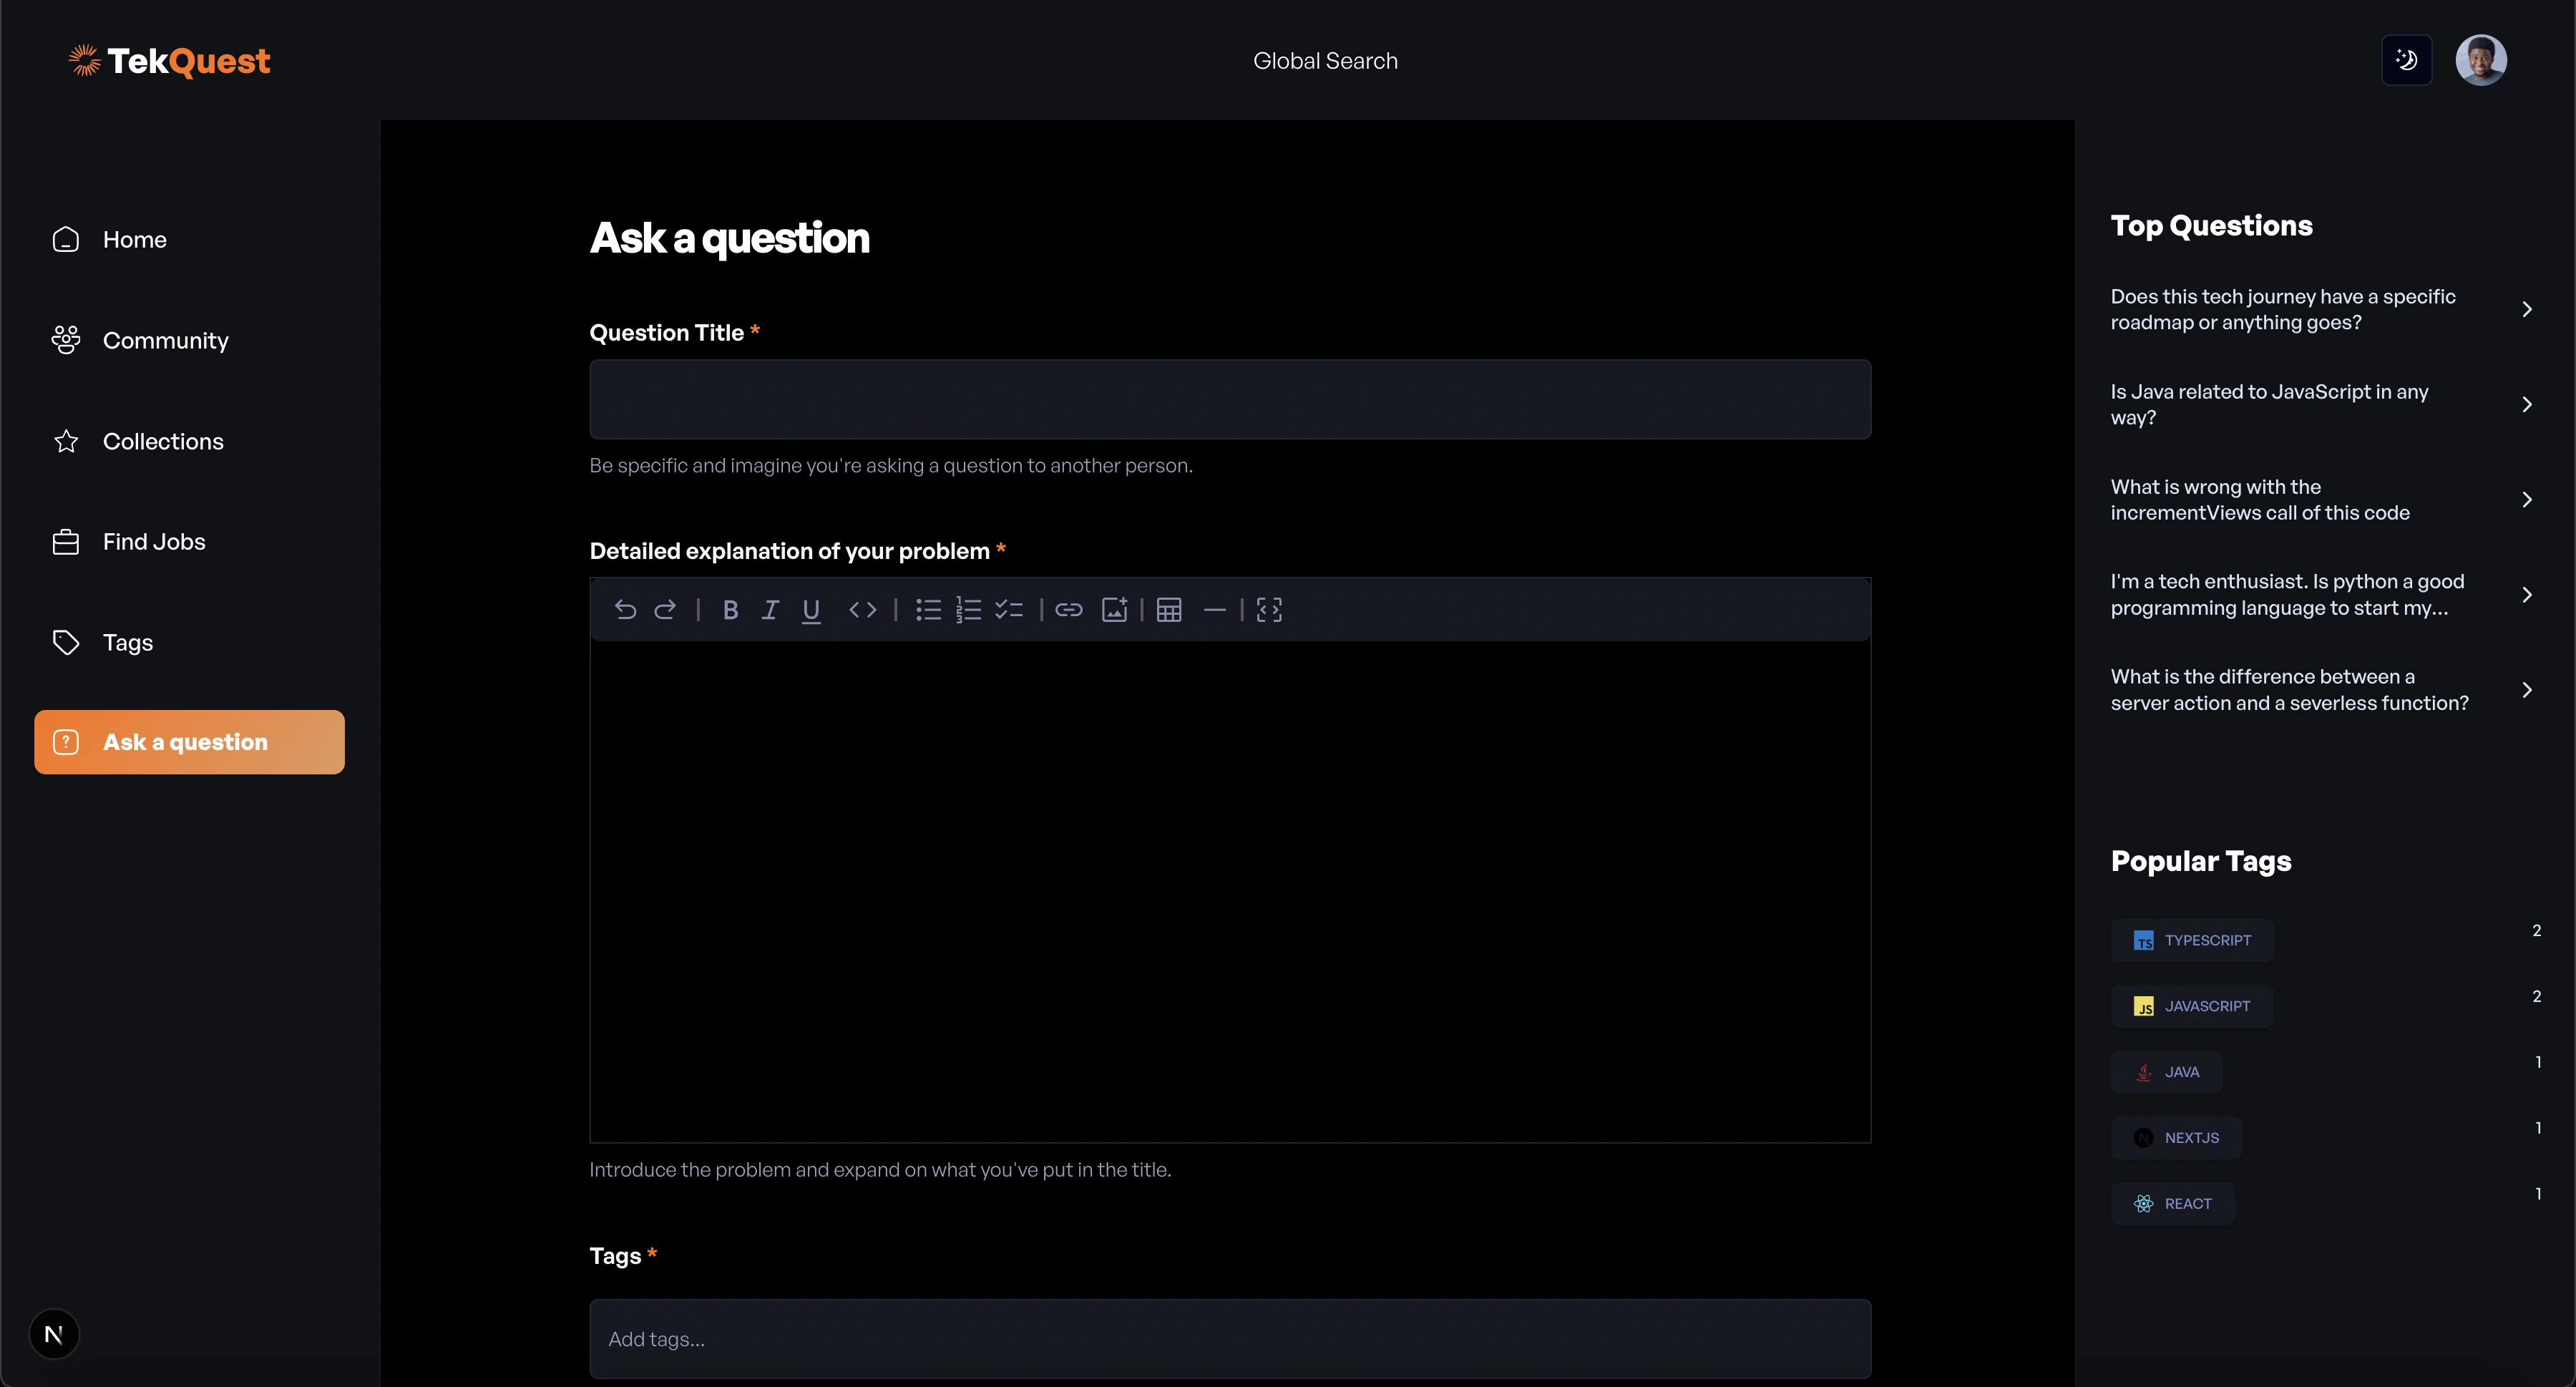 TekQuest
Global Search
Home
Community
Collections
Find Jobs
Tags
Ask a question
Ask a question
Question Title *
Be specific and imagine you're asking a question to another person.
Detailed explanation of your problem *
Introduce the problem and expand on what you've put in the title.
Tags *
Add tags...
Top Questions
Does this tech journey have a specific
roadmap or anything goes?
Is Java related to JavaScript in any
way?
What is wrong with the
incrementViews call of this code
I'm a tech enthusiast. Is python a good
programming language to start my...
What is the difference between a
server action and a severless function?
Popular Tags
TS TYPESCRIPT 2
JS JAVASCRIPT 2
JAVA 1
N NEXTJS 1
REACT 1
N